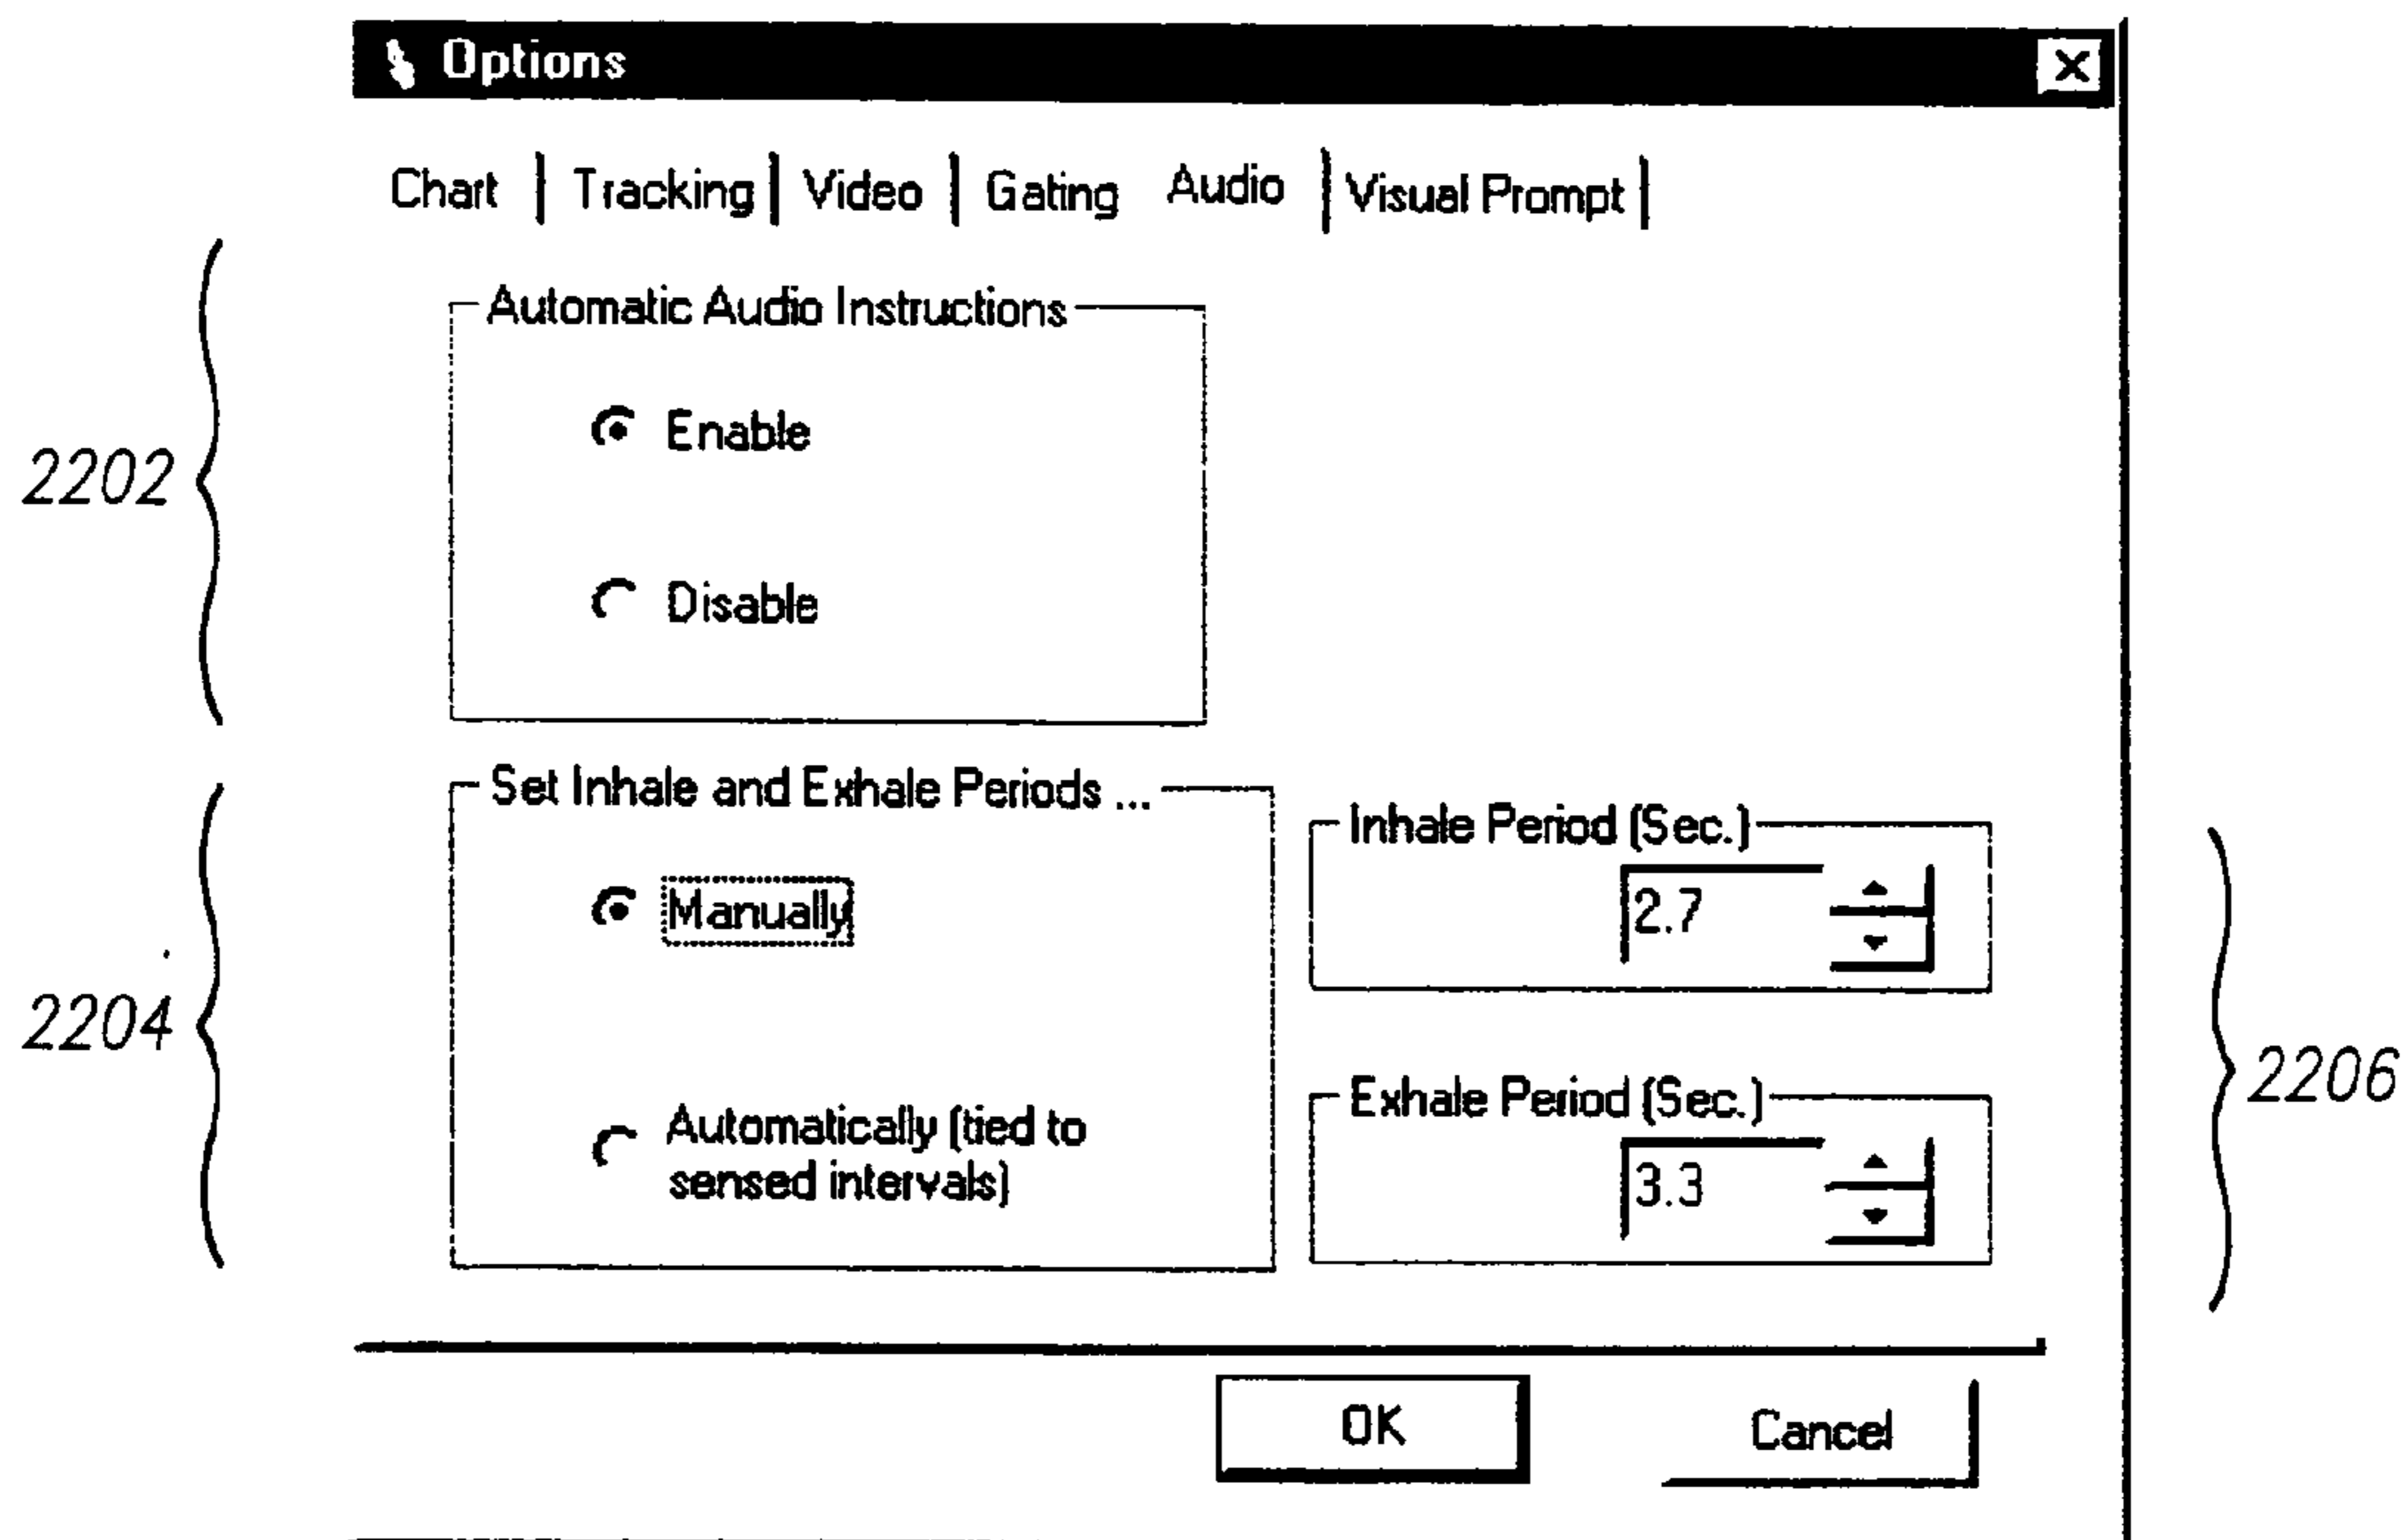 Options
Chart Tracking Video Gating Audio Visual Prompt
Automatic Audio Instructions
Enable
2202
Disable
Set Inhale and Exhale Periods ...
Inhale Period (Sec.)
Manually
2.7
2204
Exhale Period (Sec.)
2206
Automatically (tied to
sensed intervals)
3.3
OK
Cancel